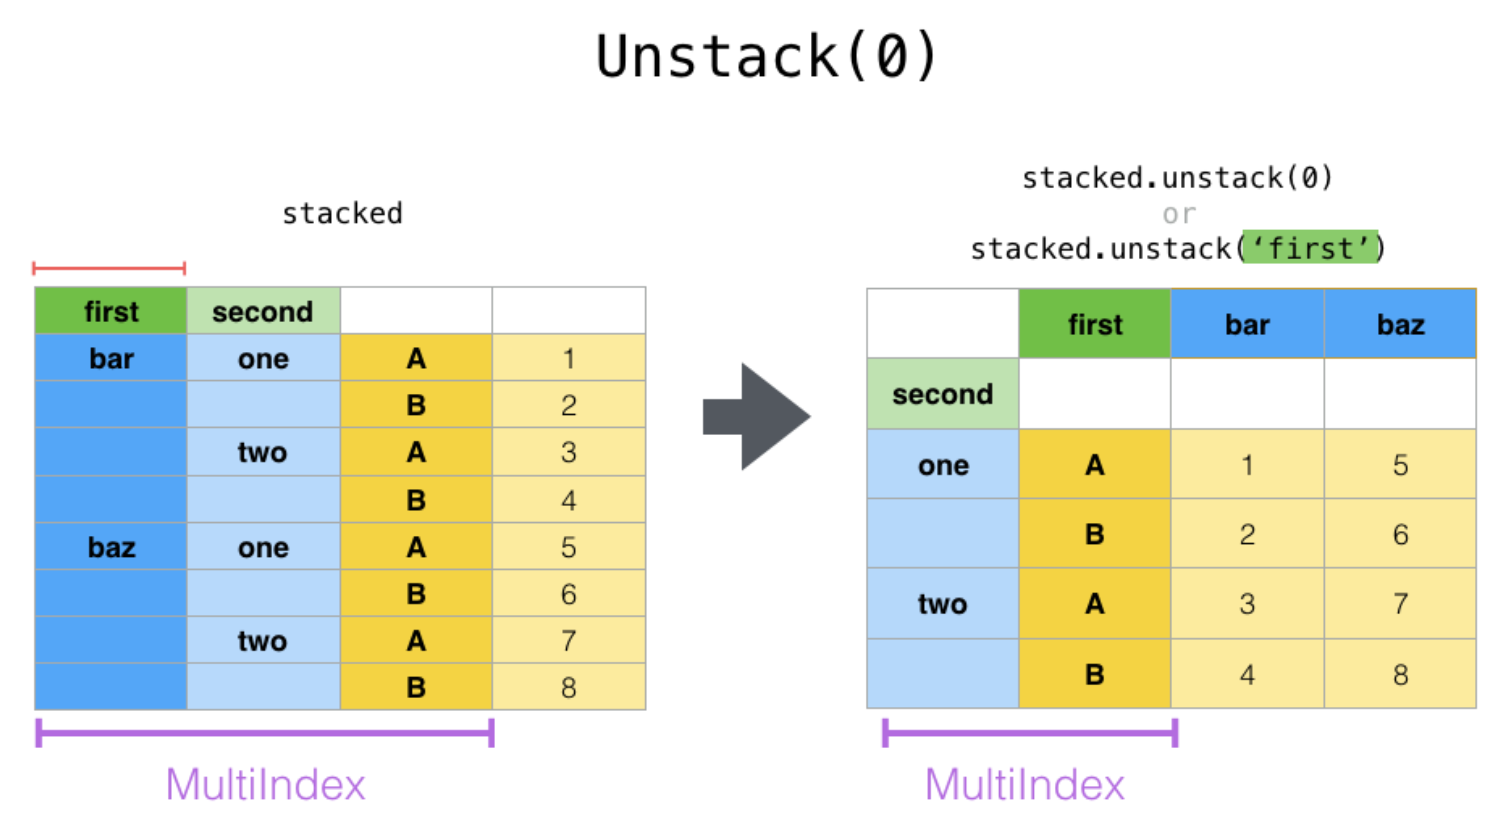 Unstack(0)
stacked
first second
bar one A 1
B 2
two A 3
B 4
baz one A 5
B 6
two A 7
B 8
MultiIndex
stacked.unstack(0)
or
stacked.unstack(‘first’)
first bar baz
second
one A 1 5
B 2 6
two A 3 7
B 4 8
MultiIndex